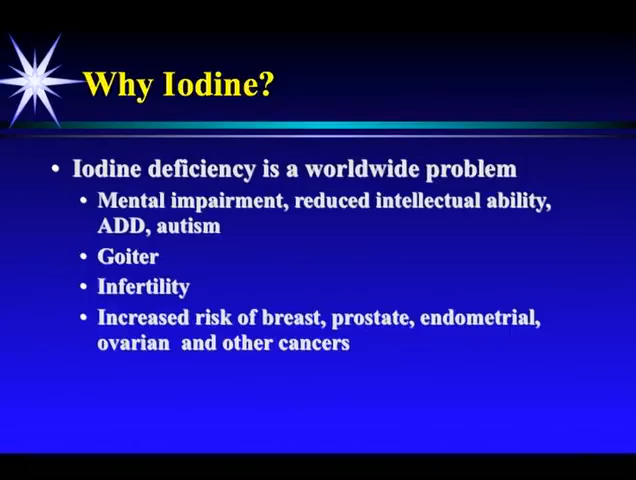 Why Iodine?
• Iodine deficiency is a worldwide problem
• Mental impairment, reduced intellectual ability,
ADD, autism
• Goiter
• Infertility
• Increased risk of breast, prostate, endometrial,
ovarian and other cancers